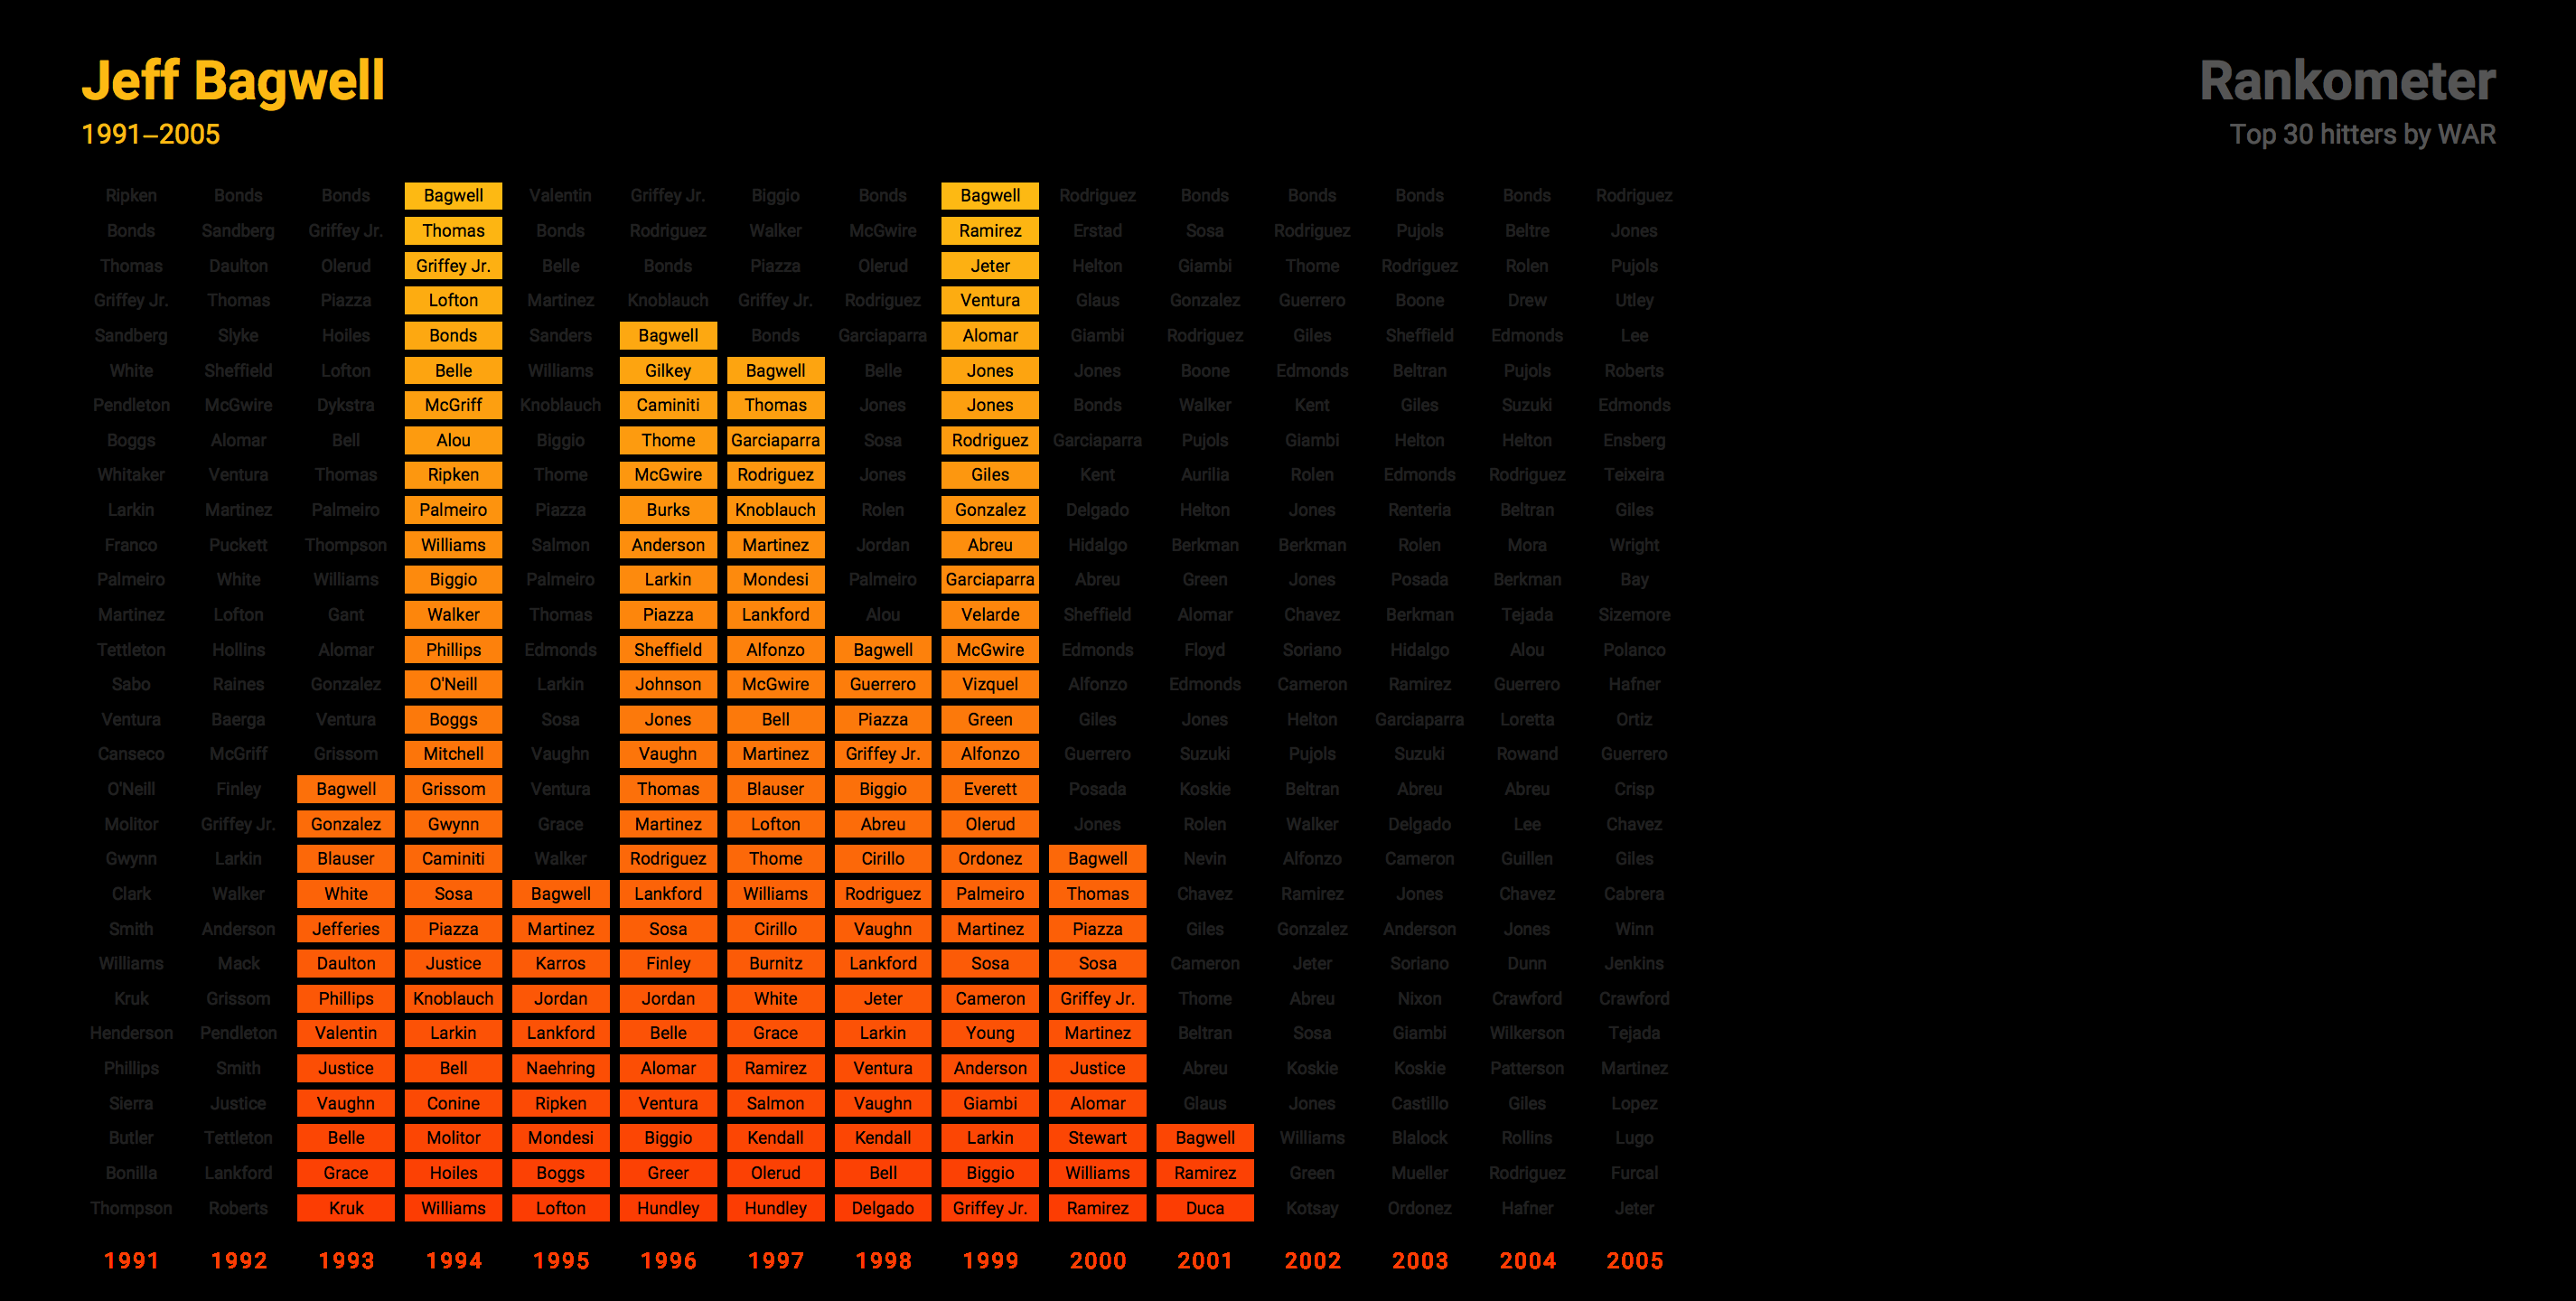 Jeff Bagwell
1991–2005
Rankometer
Top 30 hitters by WAR
Ripken Bonds Bonds Bagwell Valentin Griffey Jr. Biggio Bonds Bagwell Rodriguez Bonds Bonds Bonds Bonds Rodriguez
Bonds Sandberg Griffey Jr. Thomas Bonds Rodriguez Walker McGwire Ramirez Erstad Sosa Rodriguez Pujols Beltre Jones
Thomas Daulton Olerud Griffey Jr. Belle Bonds Piazza Olerud Jeter Helton Giambi Thome Rodriguez Rolen Pujols
Griffey Jr. Thomas Piazza Lofton Martinez Knoblauch Griffey Jr. Rodriguez Ventura Glaus Gonzalez Guerrero Boone Drew Utley
Sandberg Slyke Hoiles Bonds Sanders Bagwell Bonds Garciaparra Alomar Giambi Rodriguez Giles Sheffield Edmonds Lee
White Sheffield Lofton Belle Williams Gilkey Bagwell Belle Jones Jones Boone Edmonds Beltran Pujols Roberts
Pendleton McGwire Dykstra McGriff Knoblauch Caminiti Thomas Jones Jones Bonds Walker Kent Giles Suzuki Edmonds
Boggs Alomar Bell Alou Biggio Thome Garciaparra Sosa Rodriguez Garciaparra Pujols Giambi Helton Helton Ensberg
Whitaker Ventura Thomas Ripken Thome McGwire Rodriguez Jones Giles Kent Aurilia Rolen Edmonds Rodriguez Teixeira
Larkin Martinez Palmeiro Palmeiro Piazza Burks Knoblauch Rolen Gonzalez Delgado Helton Jones Renteria Beltran Giles
Franco Puckett Thompson Williams Salmon Anderson Martinez Jordan Abreu Hidalgo Berkman Berkman Rolen Mora Wright
Palmeiro White Williams Biggio Palmeiro Larkin Mondesi Palmeiro Garciaparra Abreu Green Jones Posada Berkman Bay
Martinez Lofton Gant Walker Thomas Piazza Lankford Alou Velarde Sheffield Alomar Chavez Berkman Tejada Sizemore
Tettleton Hollins Alomar Phillips Edmonds Sheffield Alfonzo Bagwell McGwire Edmonds Floyd Soriano Hidalgo Alou Polanco
Sabo Raines Gonzalez O'Neill Larkin Johnson McGwire Guerrero Vizquel Alfonzo Edmonds Cameron Ramirez Guerrero Hafner
Ventura Baerga Ventura Boggs Sosa Jones Bell Piazza Green Giles Jones Helton Garciaparra Loretta Ortiz
Canseco McGriff Grissom Mitchell Vaughn Vaughn Martinez Griffey Jr. Alfonzo Guerrero Suzuki Pujols Suzuki Rowand Guerrero
O'Neill Finley Bagwell Grissom Ventura Thomas Blauser Biggio Everett Posada Koskie Beltran Abreu Abreu Crisp
Molitor Griffey Jr. Gonzalez Gwynn Grace Martinez Lofton Abreu Olerud Jones Rolen Walker Delgado Lee Chavez
Gwynn Larkin Blauser Caminiti Walker Rodriguez Thome Cirillo Ordonez Bagwell Nevin Alfonzo Cameron Guillen Giles
Clark Walker White Sosa Bagwell Lankford Williams Rodriguez Palmeiro Thomas Chavez Ramirez Jones Chavez Cabrera
Smith Anderson Jefferies Piazza Martinez Sosa Cirillo Vaughn Martinez Piazza Giles Gonzalez Anderson Jones Winn
Williams Mack Daulton Justice Karros Finley Burnitz Lankford Sosa Sosa Cameron Jeter Soriano Dunn Jenkins
Kruk Grissom Phillips Knoblauch Jordan Jordan White Jeter Cameron Griffey Jr. Thome Abreu Nixon Crawford Crawford
Henderson Pendleton Valentin Larkin Lankford Belle Grace Larkin Young Martinez Beltran Sosa Giambi Wilkerson Tejada
Phillips Smith Justice Bell Naehring Alomar Ramirez Ventura Anderson Justice Abreu Koskie Koskie Patterson Martinez
Sierra Justice Vaughn Conine Ripken Ventura Salmon Vaughn Giambi Alomar Glaus Jones Castillo Giles Lopez
Butler Tettleton Belle Molitor Mondesi Biggio Kendall Kendall Larkin Stewart Bagwell Williams Blalock Rollins Lugo
Bonilla Lankford Grace Hoiles Boggs Greer Olerud Bell Biggio Williams Ramirez Green Mueller Rodriguez Furcal
Thompson Roberts Kruk Williams Lofton Hundley Hundley Delgado Griffey Jr. Ramirez Duca Kotsay Ordonez Hafner Jeter
1991 1992 1993 1994 1995 1996 1997 1998 1999 2000 2001 2002 2003 2004 2005